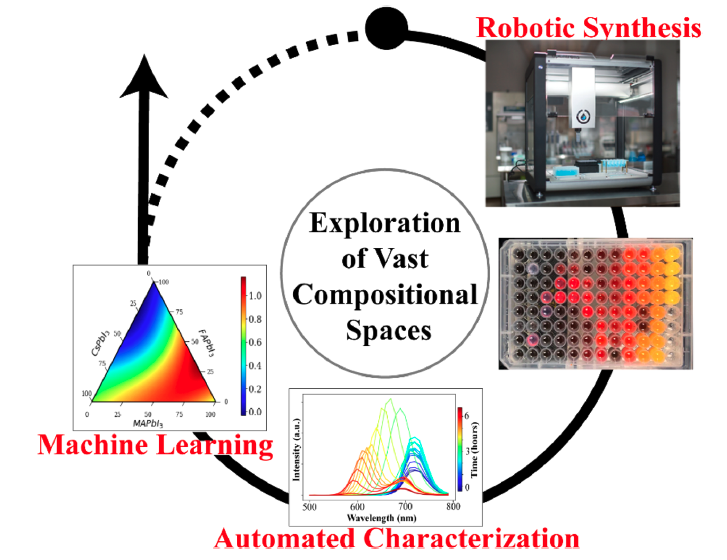 Robotic Synthesis
Exploration
of Vast
Compositional
Spaces
0
100
25
75
50
50
75
25
100
0
CsPbI3
FAPbI3
0
25
50
75
100
MAPbI3
1.0
0.8
0.6
0.4
0.2
0.0
Machine Learning
Intensity (a.u.)
500
600
700
800
Wavelength (nm)
6
3
0
Time (hours)
Automated Characterization